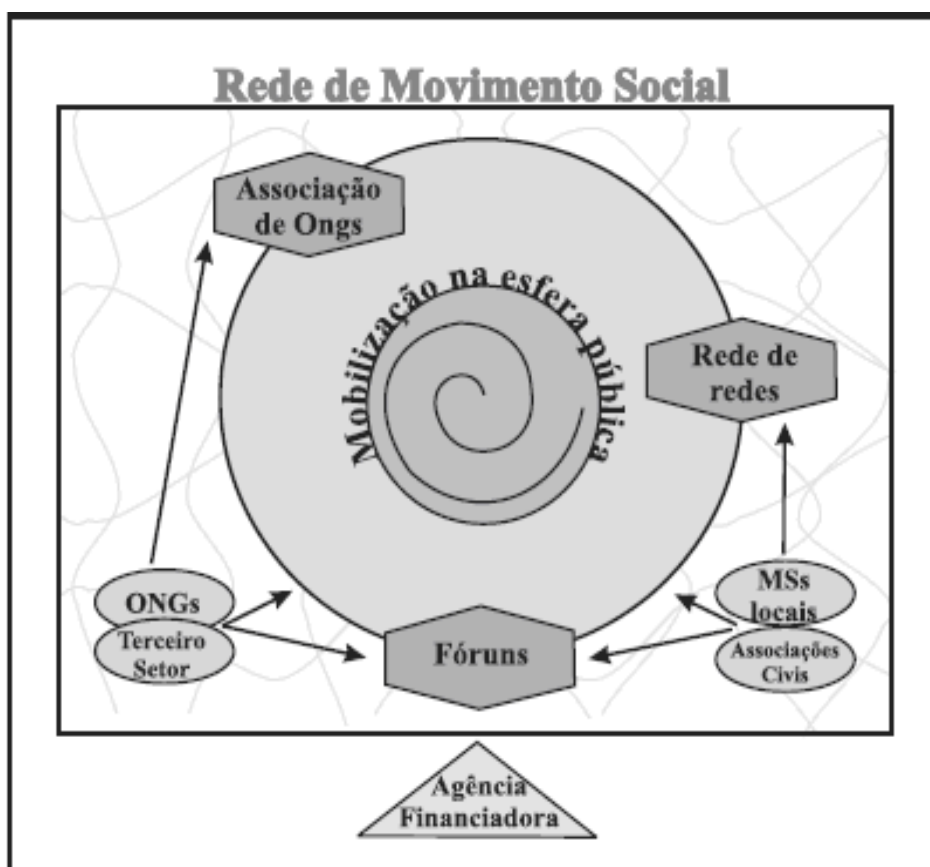 Rede de Movimento Social
Associação
de Ongs
Mobilização na esfera pública
Rede de
redes
ONGs
Terceiro
Setor
MSs
locais
Associações
Civis
Fóruns
Agência
Financiadora